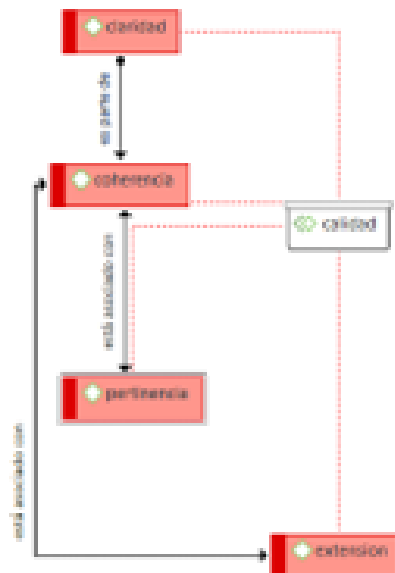 claridad
es parte de
coherencia
calidad
está asociado con
pertinencia
está asociado con
extension